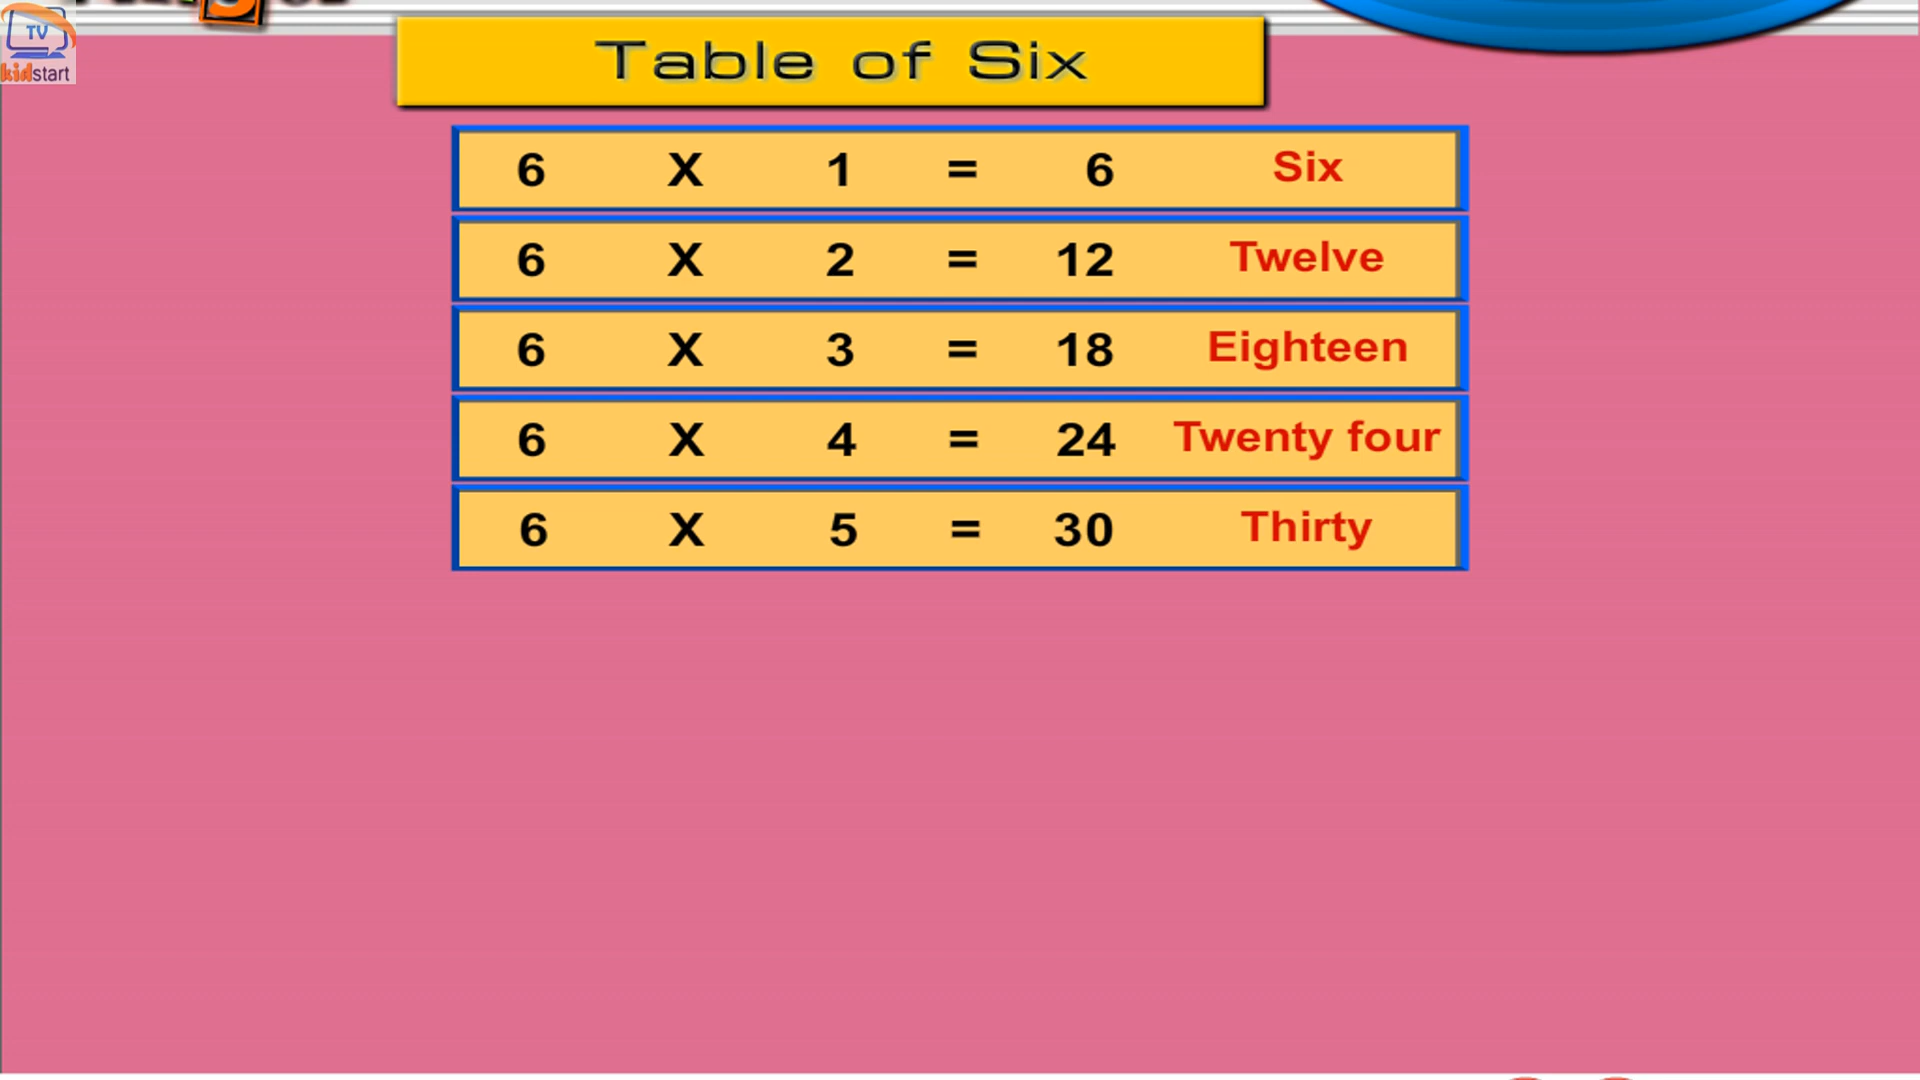 TV
kidstart
Table of Six
6 X 1 = 6 Six
6 X 2 = 12 Twelve
6 X 3 = 18 Eighteen
6 X 4 = 24 Twenty four
6 X 5 = 30 Thirty